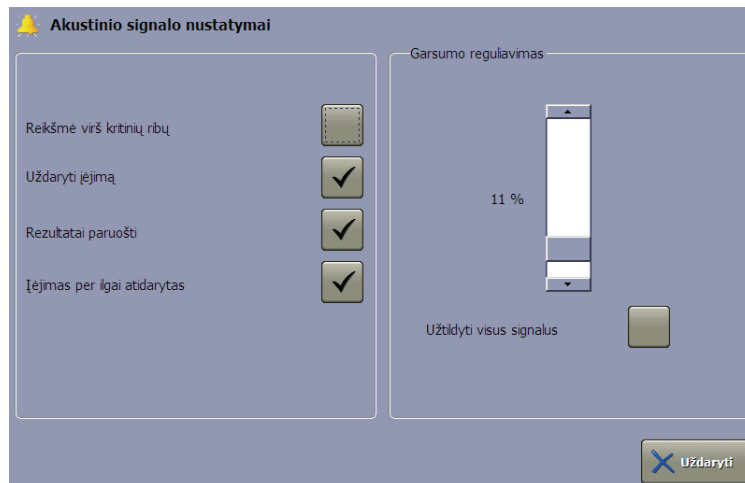 Akustinio signalo nustatymai
Reikšmė virš kritinių ribų
Uždaryti įėjimą
Rezultatai paruošti
Įėjimas per ilgai atidarytas
Garsumo reguliavimas
11 %
Užtildyti visus signalus
Uždaryti